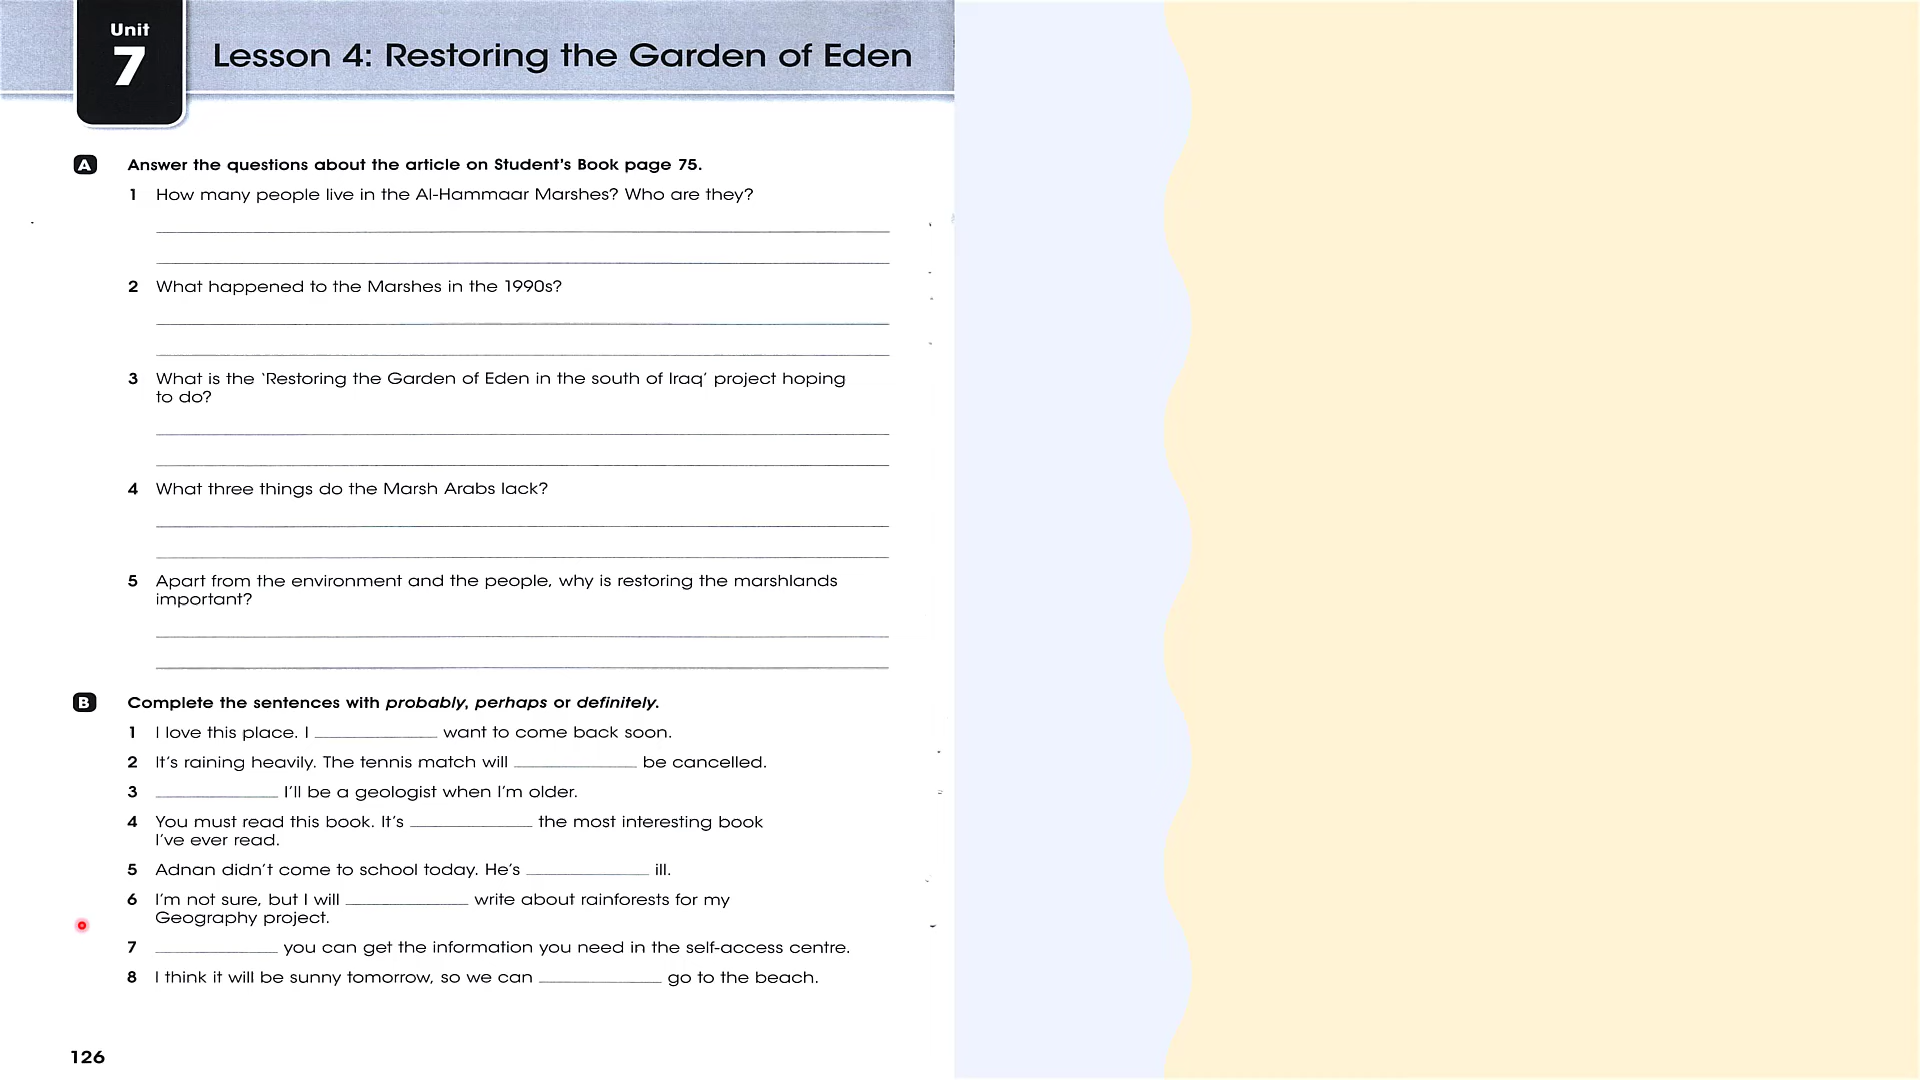 Unit
7
Lesson 4: Restoring the Garden of Eden
A Answer the questions about the article on Student's Book page 75.
1 How many people live in the Al-Hammaar Marshes? Who are they?
2 What happened to the Marshes in the 1990s?
3 What is the 'Restoring the Garden of Eden in the south of Iraq' project hoping
to do?
4 What three things do the Marsh Arabs lack?
5 Apart from the environment and the people, why is restoring the marshlands
important?
B Complete the sentences with probably, perhaps or definitely.
1 I love this place. I ____________ want to come back soon.
2 It's raining heavily. The tennis match will ____________ be cancelled.
3 ____________ I'll be a geologist when I'm older.
4 You must read this book. It's ____________ the most interesting book
I've ever read.
5 Adnan didn't come to school today. He's ____________ ill.
6 I'm not sure, but I will ____________ write about rainforests for my
Geography project.
7 ____________ you can get the information you need in the self-access centre.
8 I think it will be sunny tomorrow, so we can ____________ go to the beach.
126